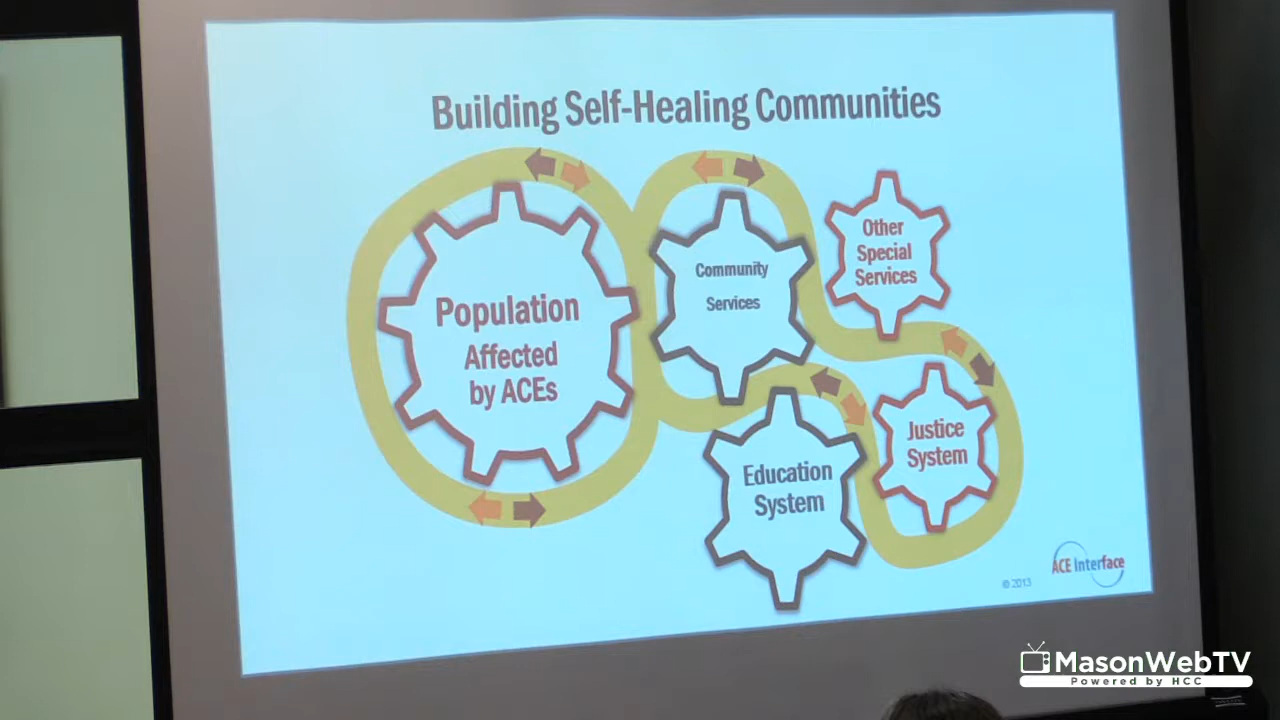 Building Self-Healing Communities
Population
Affected
by ACEs
Community
Services
Other
Special
Services
Education
System
Justice
System
© 2013
ACE Interface
MasonWebTV
Powered by HCC